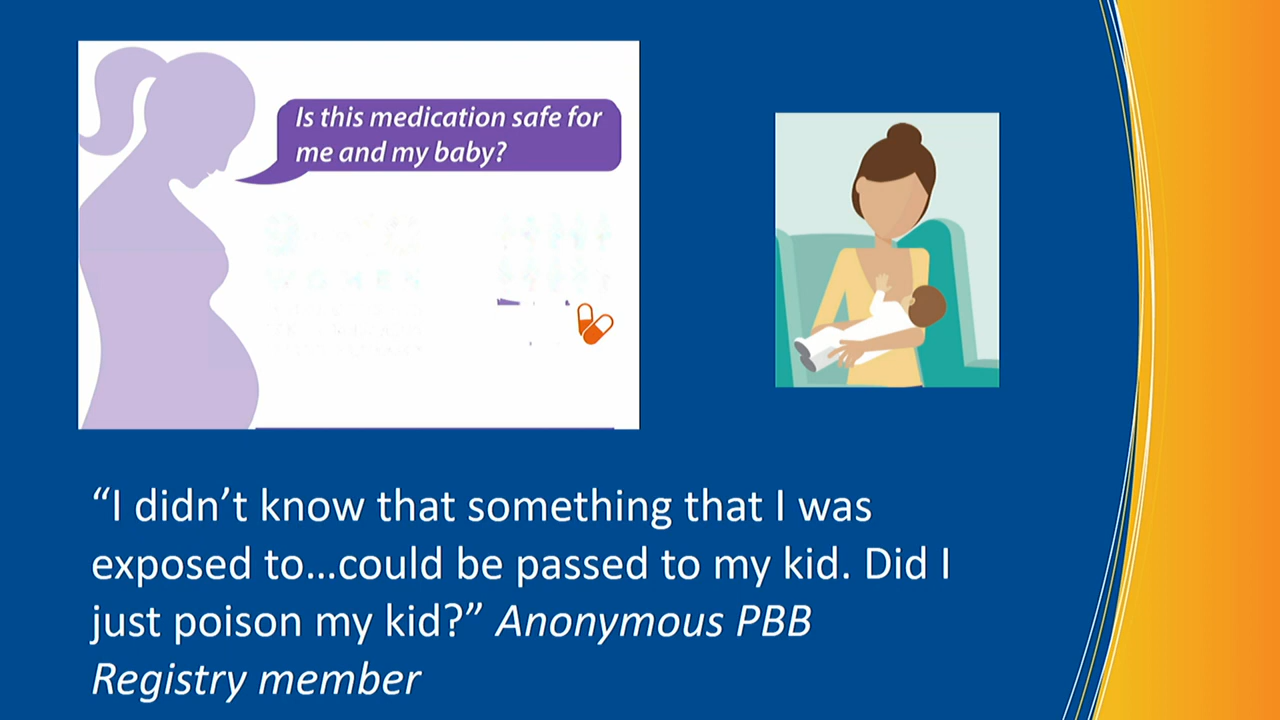 Is this medication safe for
me and my baby?
“I didn’t know that something that I was
exposed to…could be passed to my kid. Did I
just poison my kid?” Anonymous PBB
Registry member